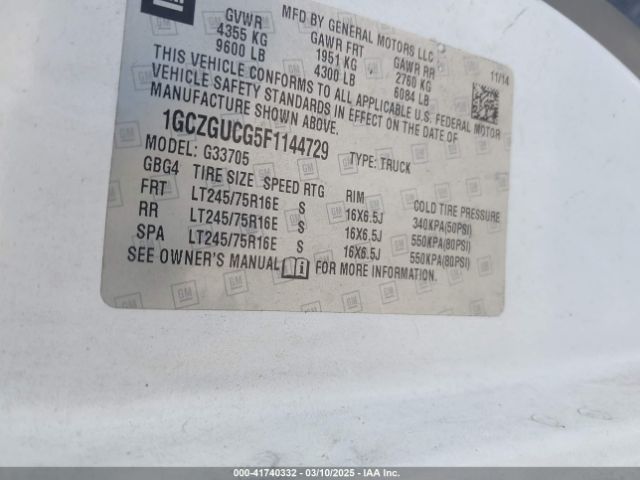 GM
MFD BY GENERAL MOTORS LLC
GVWR GAWR FRT GAWR RR
4355 KG 1951 KG 2760 KG
9600 LB 4300 LB 6084 LB
11/14
THIS VEHICLE CONFORMS TO ALL APPLICABLE U.S. FEDERAL MOTOR
VEHICLE SAFETY STANDARDS IN EFFECT ON THE DATE OF
MANUFACTURE SHOWN ABOVE.
1GCZGUCG5F1144729
MODEL: G33705 TYPE: TRUCK
GBG4 TIRE SIZE SPEED RTG RIM COLD TIRE PRESSURE
FRT LT245/75R16E S 16X6.5J 340KPA(50PSI)
RR LT245/75R16E S 16X6.5J 550KPA(80PSI)
SPA LT245/75R16E S 16X6.5J 550KPA(80PSI)
SEE OWNER'S MANUAL FOR MORE INFORMATION.
000-41740332 - 03/10/2025 - IAA Inc.